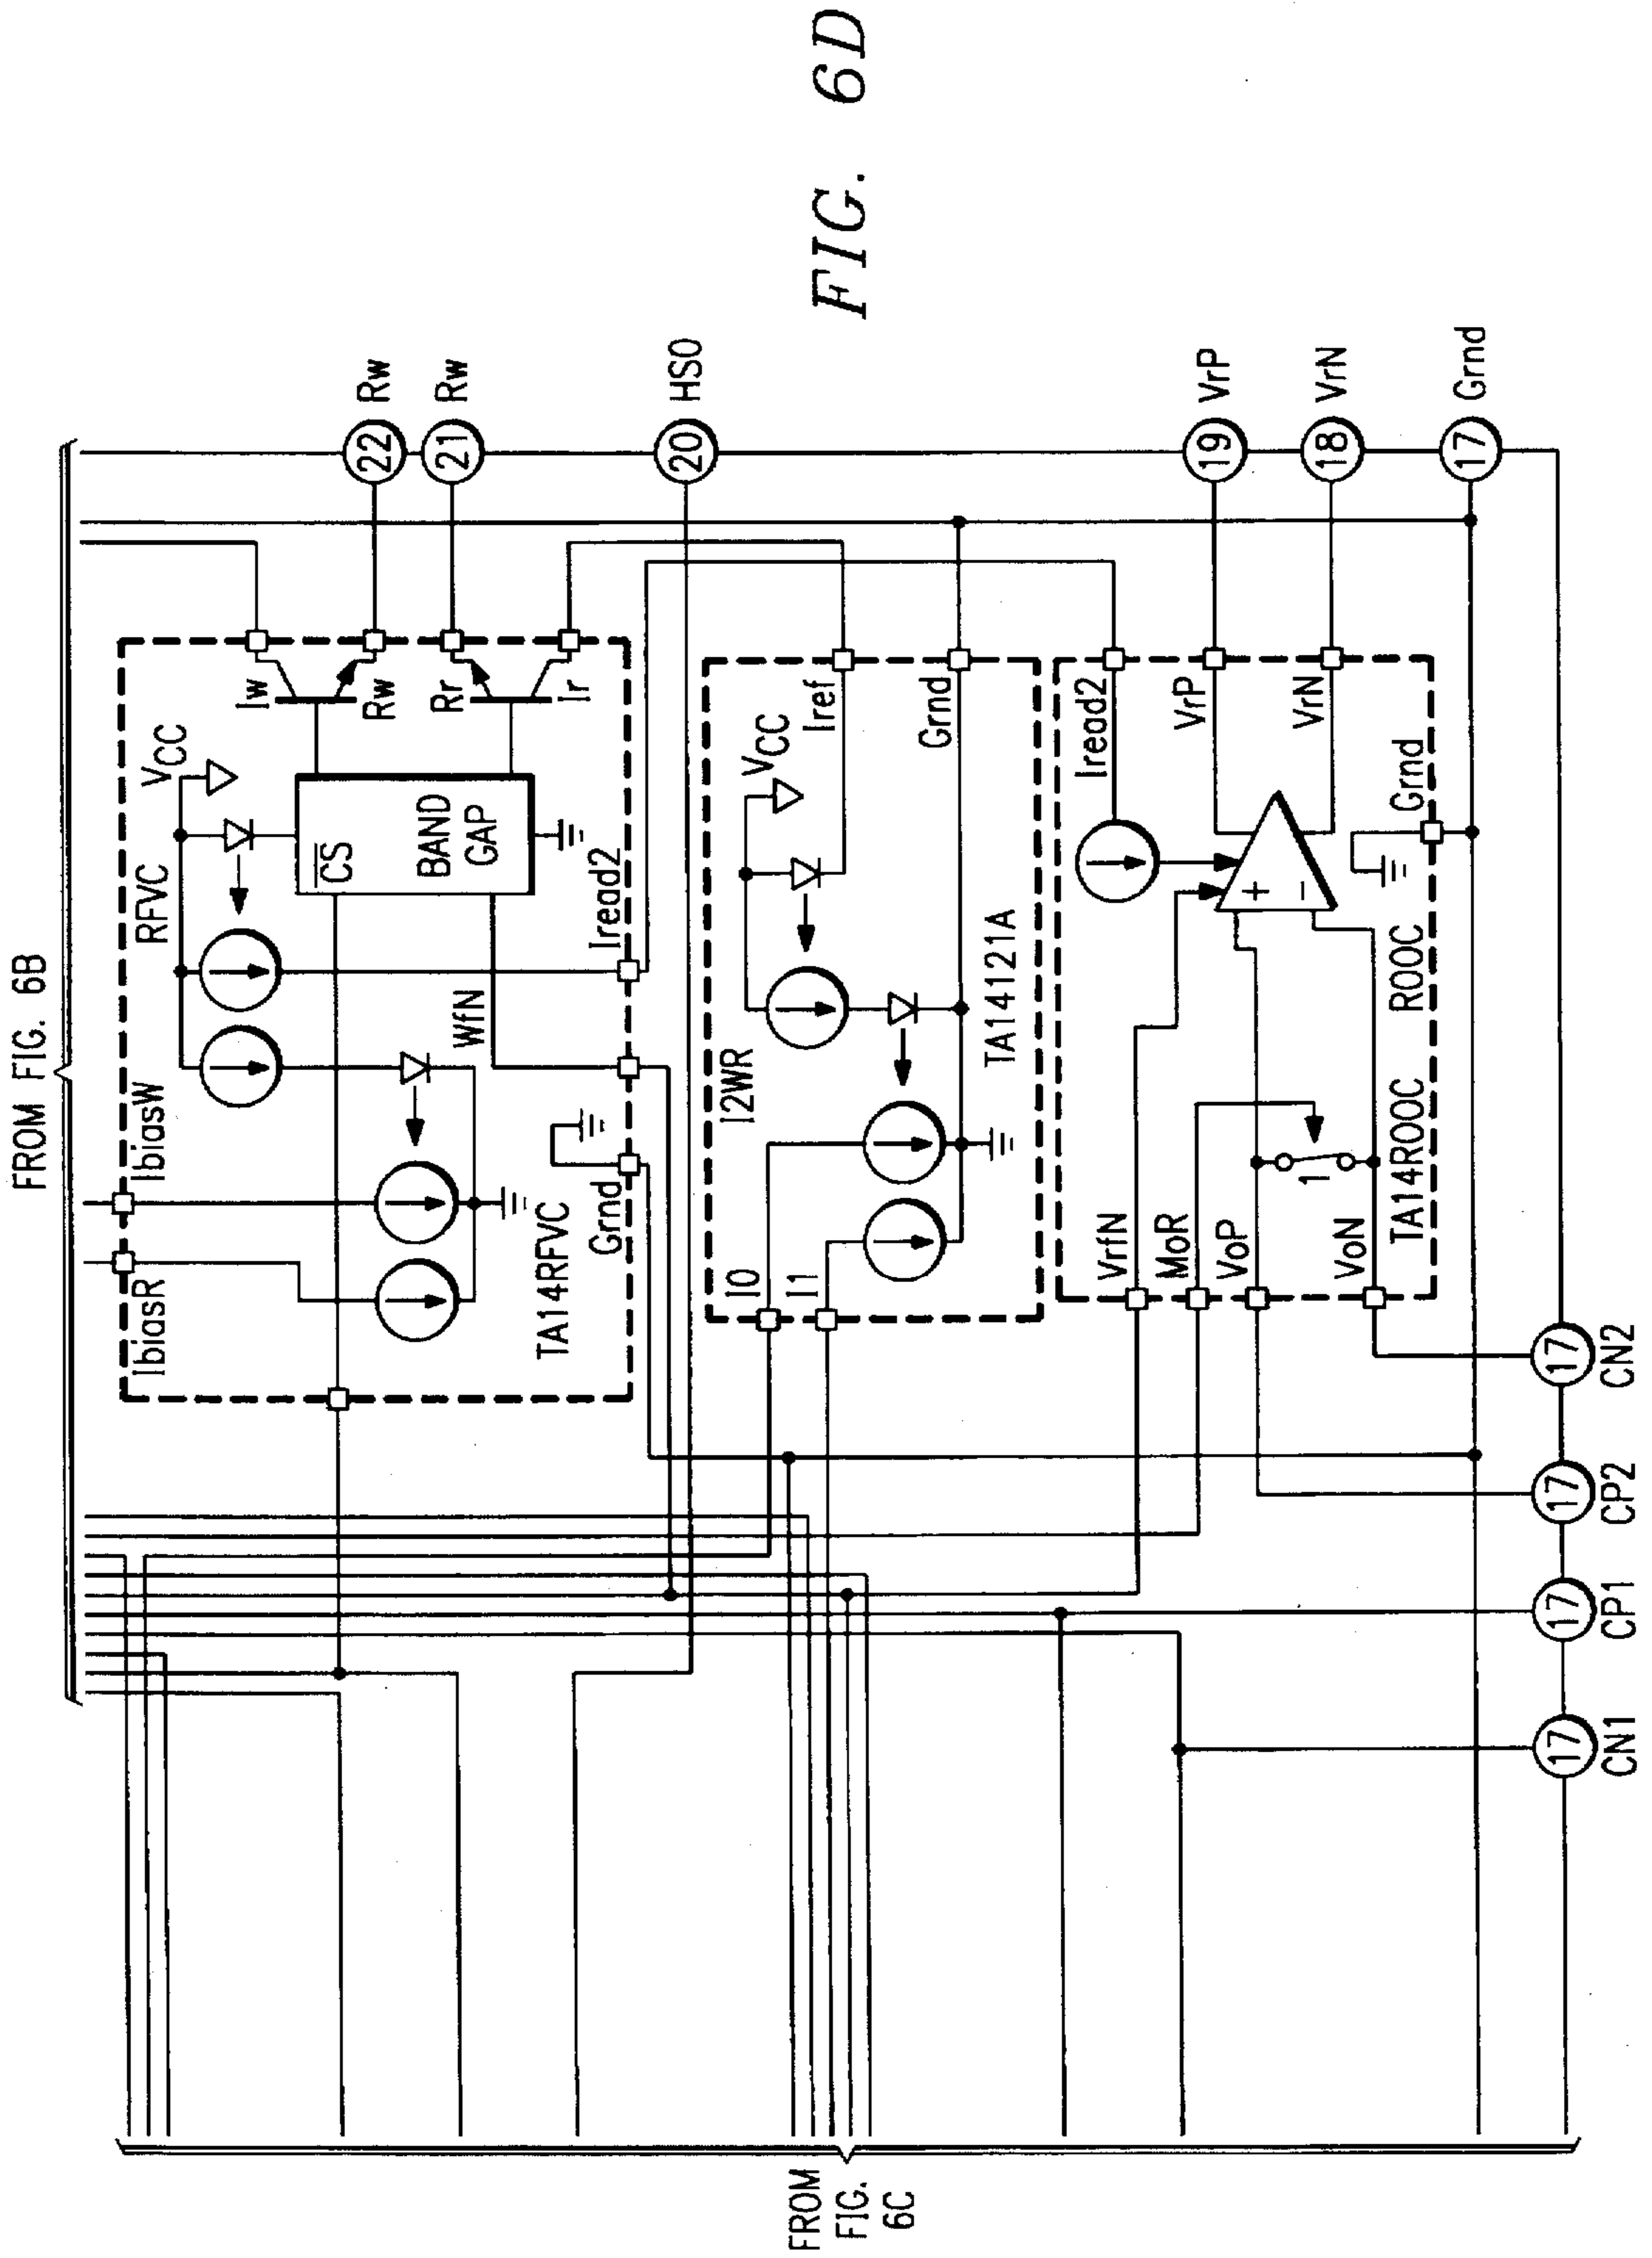 FROM FIG. 6B
IbiasR
IbiasW
RFVC
VCC
Iw
Rw
22
Rw
CS
BAND
GAP
Rr
21
Rw
Ir
WfN
TA14RFVC
Grnd
Iread2
20
HSO
I0
I2WR
VCC
I1
Iref
Grnd
TA14121A
VrfN
Iread2
MoR
VoP
+
VrP
19
VrP
1
−
VrN
18
VrN
VoN
TA14ROOC
ROOC
Grnd
17
Grnd
17
CN1
17
CP1
17
CP2
17
CN2
FROM
FIG.
6C
FIG. 6D